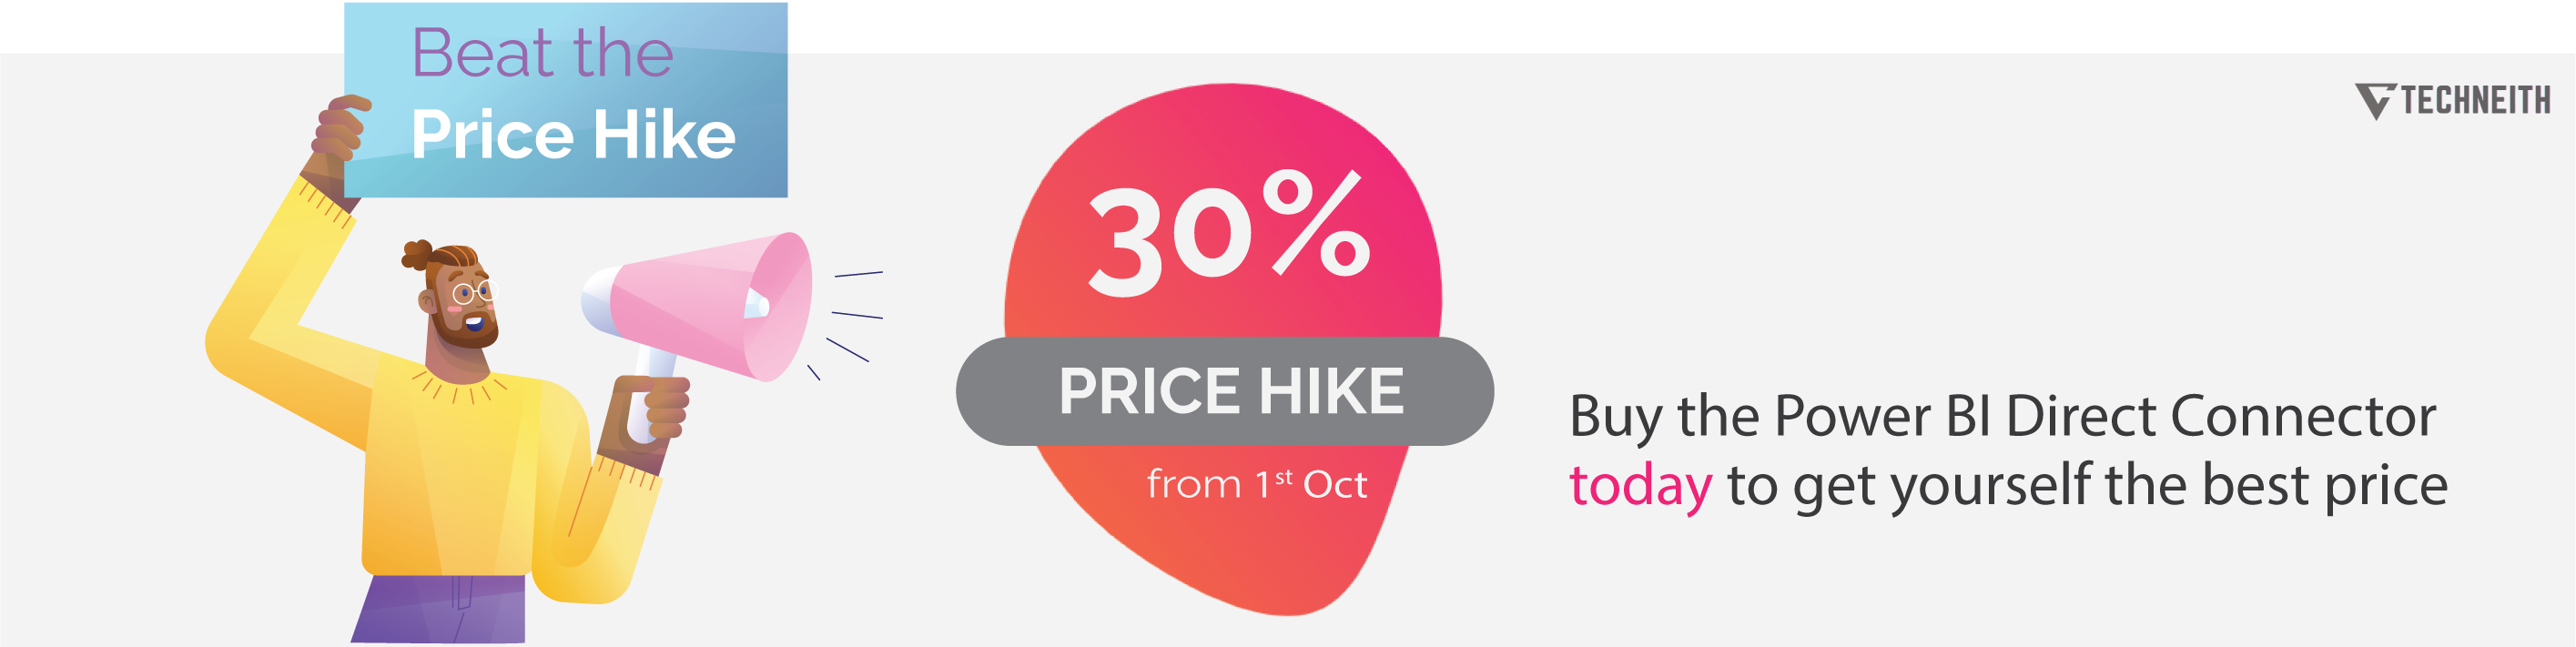 Beat the
Price Hike
TECHNEITH
30%
PRICE HIKE
from 1st Oct
Buy the Power BI Direct Connector
today to get yourself the best price